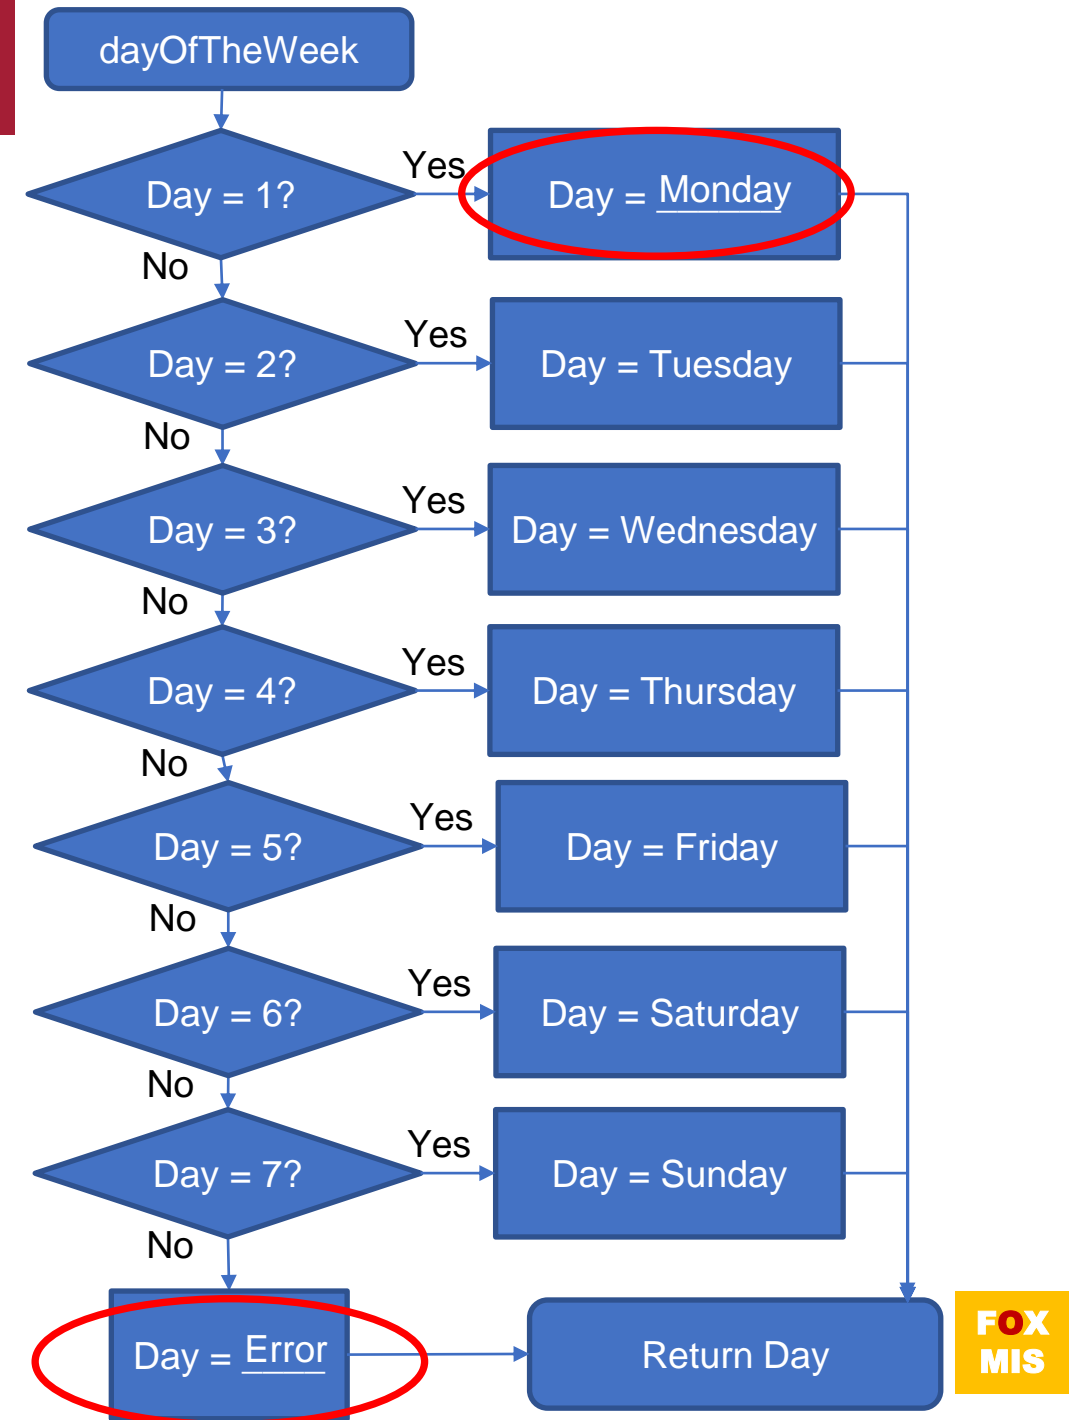 dayOfTheWeek
Day = 1?
Yes
Day = Monday
No
Day = 2?
Yes
Day = Tuesday
No
Day = 3?
Yes
Day = Wednesday
No
Day = 4?
Yes
Day = Thursday
No
Day = 5?
Yes
Day = Friday
No
Day = 6?
Yes
Day = Saturday
No
Day = 7?
Yes
Day = Sunday
No
Day = Error
Return Day
FOX
MIS